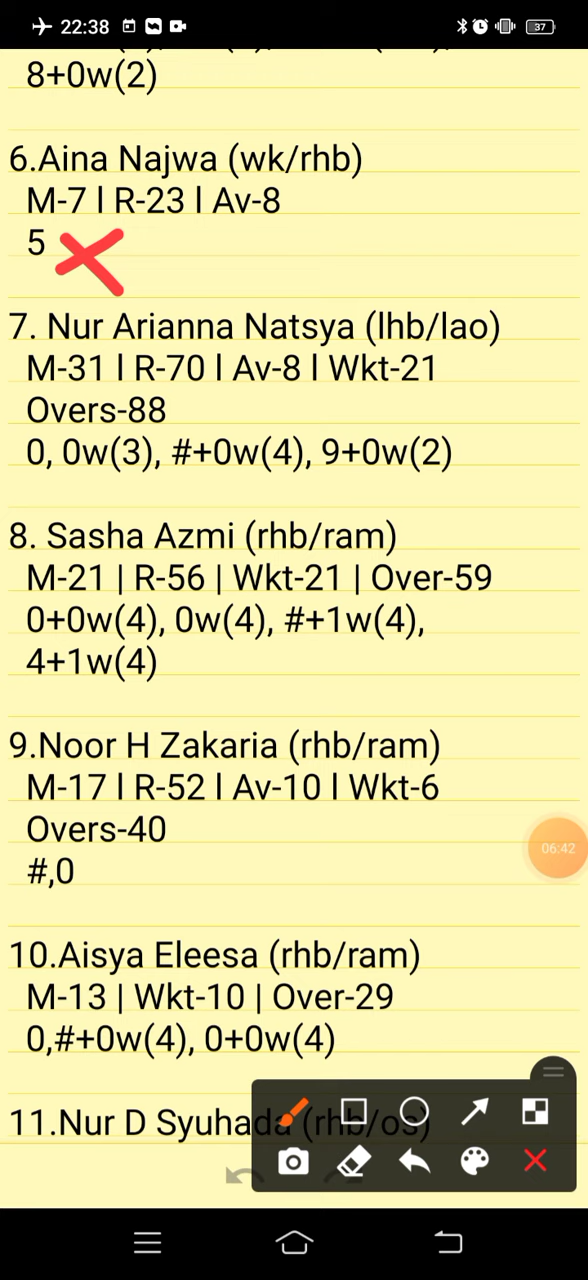 22:38
37
8+0w(2)
6.Aina Najwa (wk/rhb)
M-7 | R-23 | Av-8
5
7. Nur Arianna Natsya (lhb/lao)
M-31 | R-70 | Av-8 | Wkt-21
Overs-88
0, 0w(3), #+0w(4), 9+0w(2)
8. Sasha Azmi (rhb/ram)
M-21 | R-56 | Wkt-21 | Over-59
0+0w(4), 0w(4), #+1w(4),
4+1w(4)
9.Noor H Zakaria (rhb/ram)
M-17 | R-52 | Av-10 | Wkt-6
Overs-40
06:42
#,0
10.Aisya Eleesa (rhb/ram)
M-13 | Wkt-10 | Over-29
0,#+0w(4), 0+0w(4)
11.Nur D Syuhada (rhb/os)